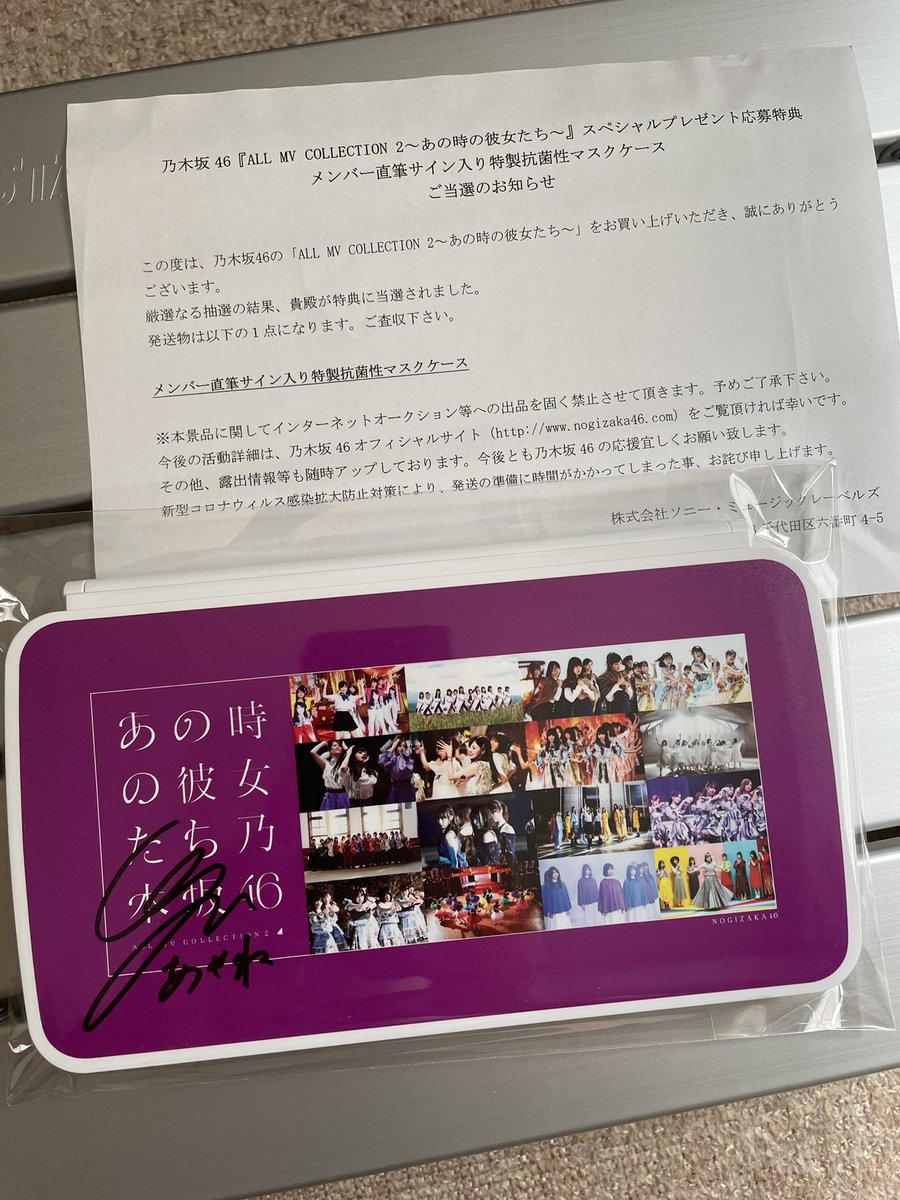 乃木坂 46『ALL MV COLLECTION 2～あの時の彼女たち～』スペシャルプレゼント応募特典
メンバー直筆サイン入り特製抗菌性マスクケース
ご当選のお知らせ
この度は、乃木坂46の「ALL MV COLLECTION 2～あの時の彼女たち～」をお買い上げいただき、誠にありがとう
ございます。
厳選なる抽選の結果、貴殿が特典に当選されました。
発送物は以下の１点になります。ご査収下さい。
メンバー直筆サイン入り特製抗菌性マスクケース
※本景品に関してインターネットオークション等への出品を固く禁止させて頂きます。予めご了承下さい。
今後の活動詳細は、乃木坂 46 オフィシャルサイト (http://www.nogizaka46.com) をご覧頂ければ幸いです。
その他、露出情報等も随時アップしております。今後とも乃木坂 46 の応援宜しくお願い致します。
新型コロナウィルス感染拡大防止対策により、発送の準備に時間がかかってしまった事、お詫び申し上げます。
株式会社ソニー・ミュージックレーベルズ
千代田区六番町 4-5
あの時
の彼女
たち乃
木坂46
ALL MV COLLECTION 2
NOGIZAKA46